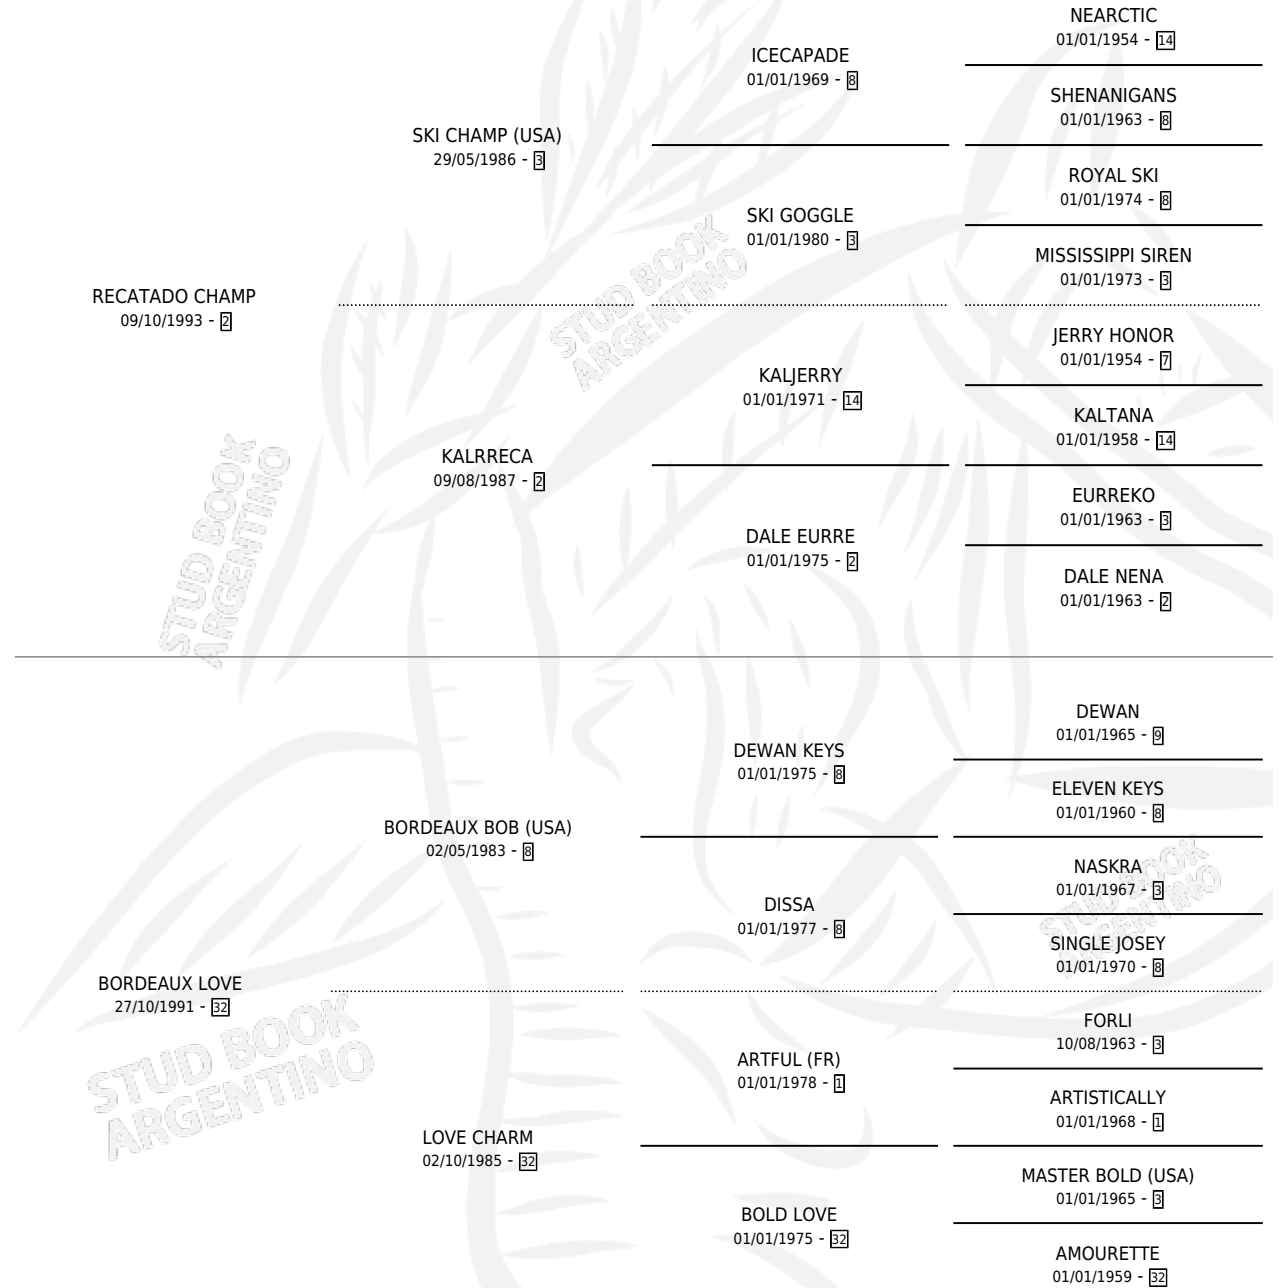 NEARCTIC
01/01/1954 - 14
ICECAPADE
01/01/1969 - 8
SHENANIGANS
01/01/1963 - 8
SKI CHAMP (USA)
29/05/1986 - 3
ROYAL SKI
01/01/1974 - 8
SKI GOGGLE
01/01/1980 - 3
MISSISSIPPI SIREN
01/01/1973 - 3
RECATADO CHAMP
09/10/1993 - 2
STUD BOOK
ARGENTINO
JERRY HONOR
01/01/1954 - 7
KALJERRY
01/01/1971 - 14
KALTANA
01/01/1958 - 14
KALRRECA
09/08/1987 - 2
EURREKO
01/01/1963 - 3
DALE EURRE
01/01/1975 - 2
DALE NENA
01/01/1963 - 2
STUD BOOK
ARGENTINO
DEWAN
01/01/1965 - 9
DEWAN KEYS
01/01/1975 - 8
ELEVEN KEYS
01/01/1960 - 8
BORDEAUX BOB (USA)
02/05/1983 - 8
NASKRA
01/01/1967 - 3
STUD BOOK
ARGENTINO
DISSA
01/01/1977 - 8
SINGLE JOSEY
01/01/1970 - 8
BORDEAUX LOVE
27/10/1991 - 32
STUD BOOK
ARGENTINO
FORLI
10/08/1963 - 3
ARTFUL (FR)
01/01/1978 - 1
ARTISTICALLY
01/01/1968 - 1
LOVE CHARM
02/10/1985 - 32
MASTER BOLD (USA)
01/01/1965 - 3
BOLD LOVE
01/01/1975 - 32
AMOURETTE
01/01/1959 - 32